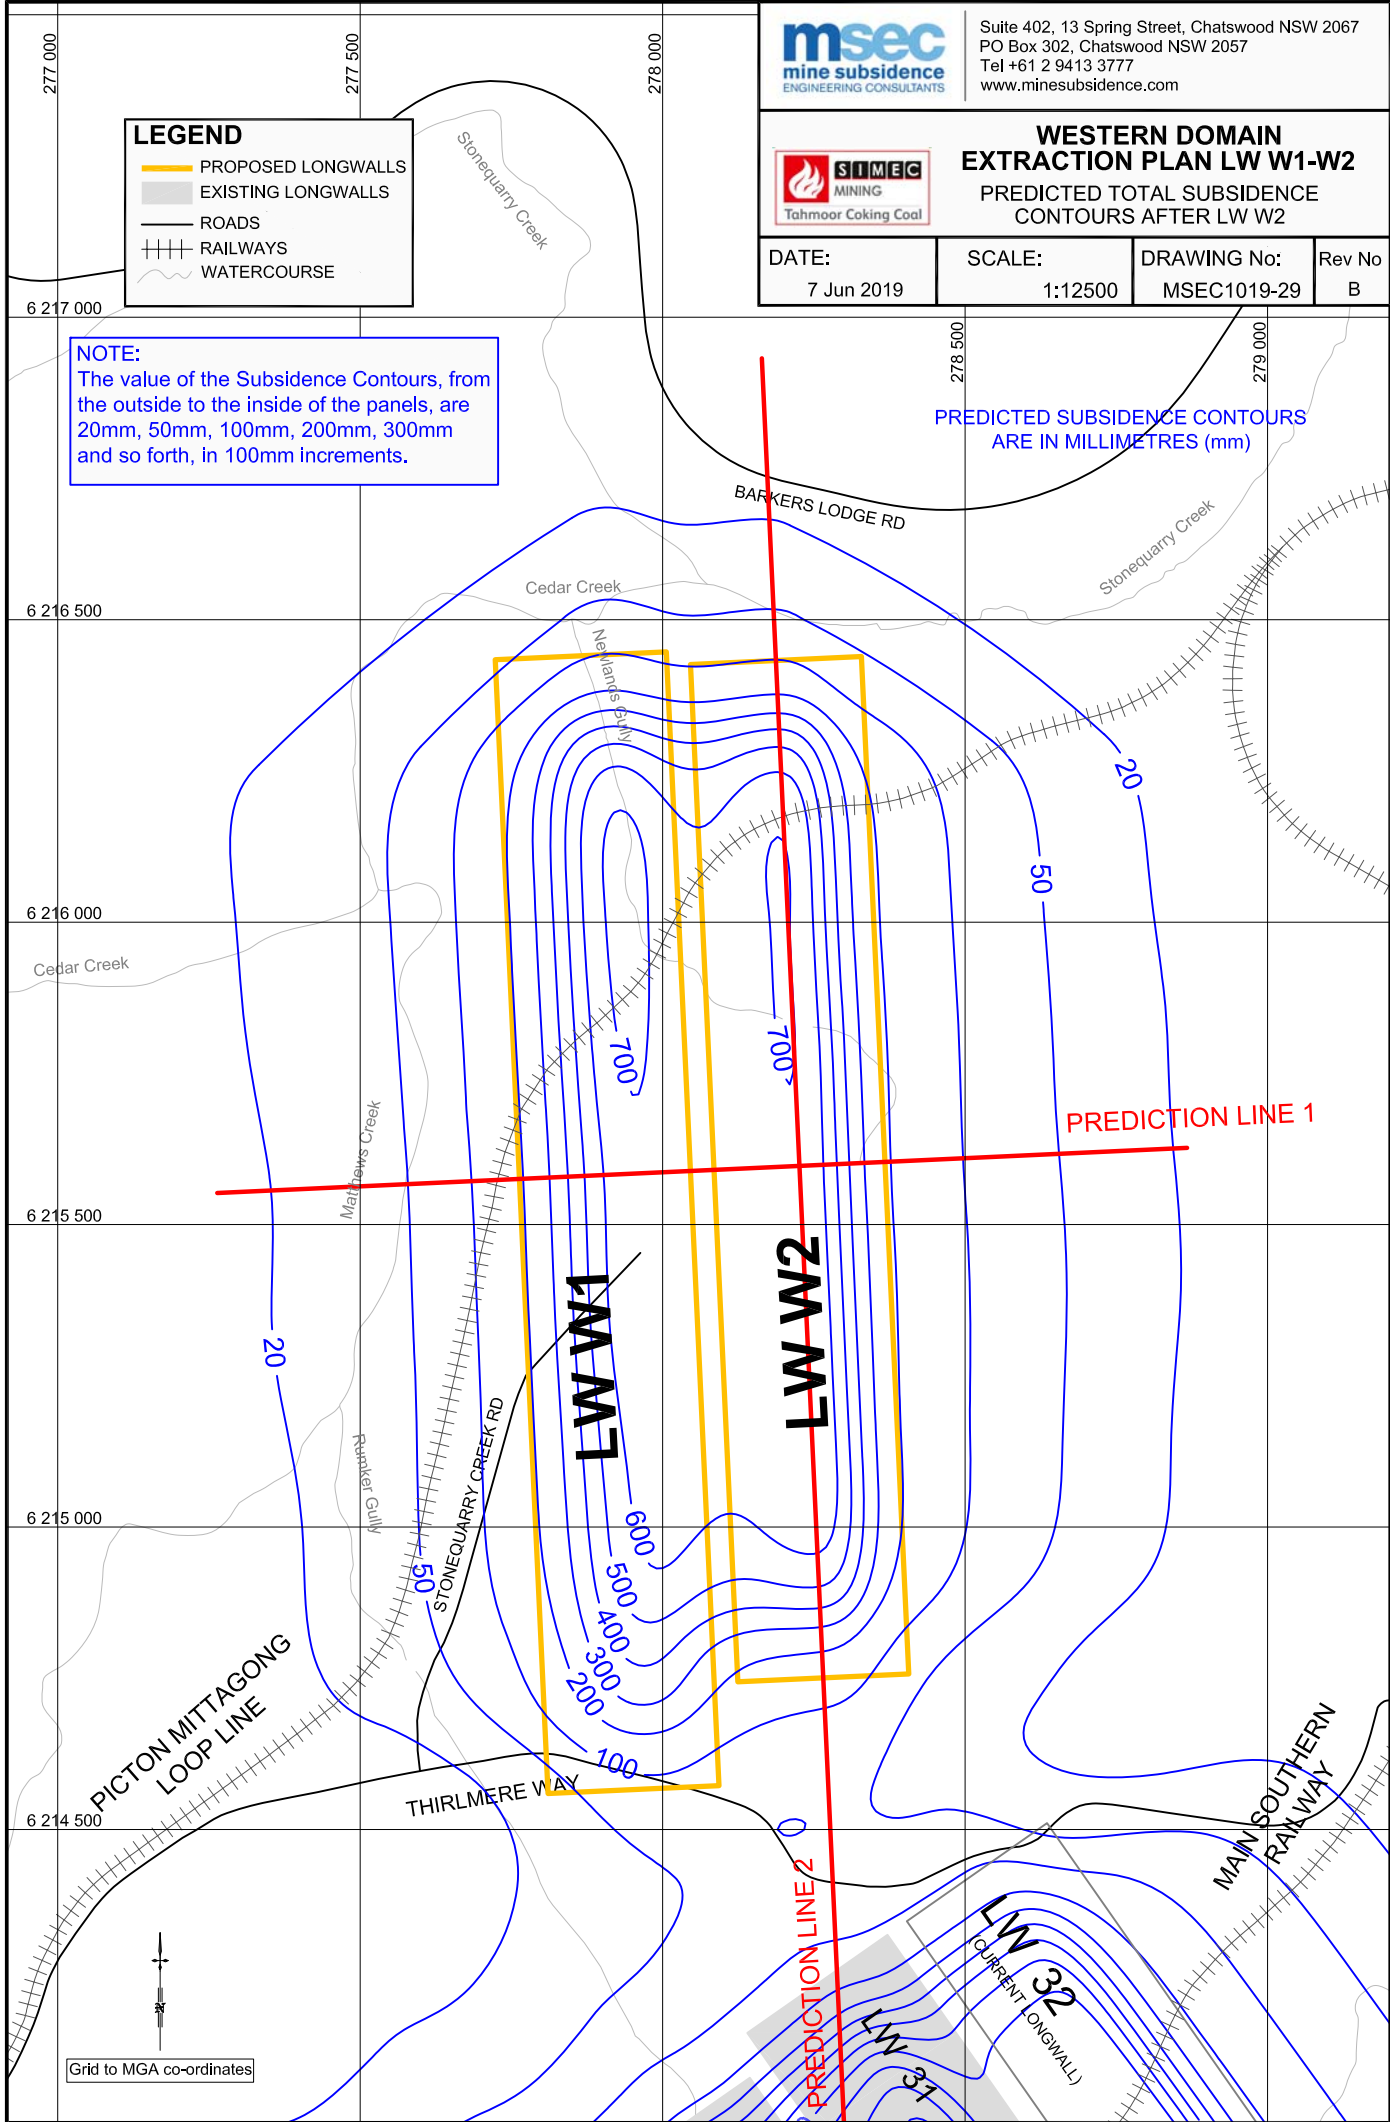 277 000
277 500
278 000
msec
mine subsidence
ENGINEERING CONSULTANTS
Suite 402, 13 Spring Street, Chatswood NSW 2067
PO Box 302, Chatswood NSW 2057
Tel +61 2 9413 3777
www.minesubsidence.com
SIMEC
MINING
Tahmoor Coking Coal
WESTERN DOMAIN
EXTRACTION PLAN LW W1-W2
PREDICTED TOTAL SUBSIDENCE
CONTOURS AFTER LW W2
DATE:
7 Jun 2019
SCALE:
1:12500
DRAWING No:
MSEC1019-29
Rev No
B
LEGEND
PROPOSED LONGWALLS
EXISTING LONGWALLS
ROADS
RAILWAYS
WATERCOURSE
Stonequarry Creek
6 217 000
278 500
279 000
NOTE:
The value of the Subsidence Contours, from
the outside to the inside of the panels, are
20mm, 50mm, 100mm, 200mm, 300mm
and so forth, in 100mm increments.
PREDICTED SUBSIDENCE CONTOURS
ARE IN MILLIMETRES (mm)
BARKERS LODGE RD
Stonequarry Creek
Cedar Creek
6 216 500
Newlands Gully
20
50
6 216 000
Cedar Creek
700
700
Matthews Creek
PREDICTION LINE 1
6 215 500
LW W1
LW W2
20
STONEQUARRY CREEK RD
Rumker Gully
6 215 000
600
50
500
400
300
200
100
PICTON MITTAGONG
LOOP LINE
THIRLMERE WAY
MAIN SOUTHERN
RAILWAY
6 214 500
PREDICTION LINE 2
LW 32
(CURRENT LONGWALL)
LW 31
N
Grid to MGA co-ordinates